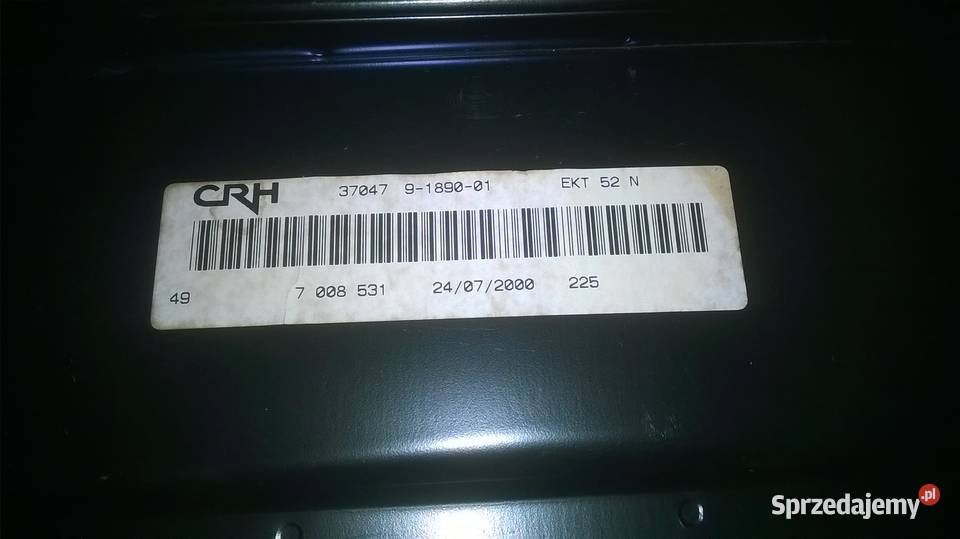 CRH 37047 9-1890-01 EKT 52 N
49 7 008 531 24/07/2000 225
Sprzedajemy.pl